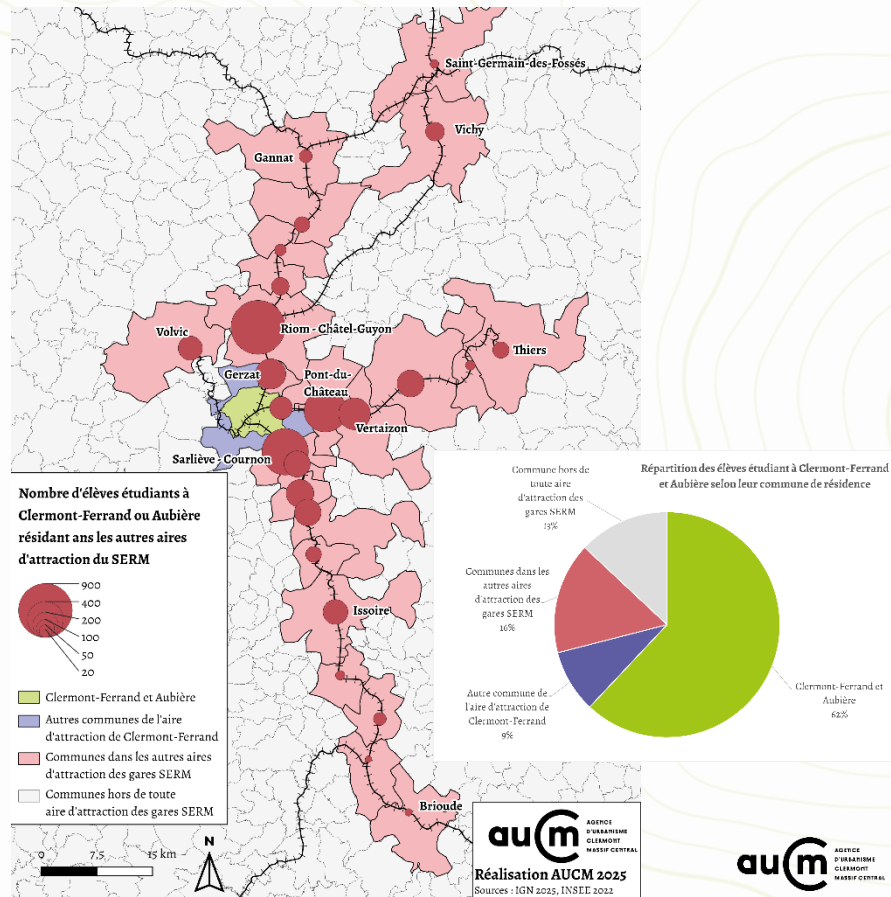 Saint-Germain-des-Fossés
Vichy
Gannat
Volvic
Riom - Châtel-Guyon
Thiers
Gerzat
Pont-du-
Château
Vertaizon
Sarliève - Cournon
Issoire
Brioude
Nombre d'élèves étudiants à
Clermont-Ferrand ou Aubière
résidant ans les autres aires
d'attraction du SERM
900
400
200
100
50
20
Clermont-Ferrand et Aubière
Autres communes de l'aire
d'attraction de Clermont-Ferrand
Communes dans les autres aires
d'attraction des gares SERM
Communes hors de toute
aire d'attraction des gares SERM
0 7,5 15 km
N
Répartition des élèves étudiant à Clermont-Ferrand
et Aubière selon leur commune de résidence
Commune hors de
toute aire
d'attraction des
gares SERM
13%
Communes dans les
autres aires
d'attraction des
gares SERM
16%
Autre commune de
l'aire d'attraction de
Clermont-Ferrand
9%
Clermont-Ferrand et
Aubière
62%
aucm
AGENCE
D'URBANISME
CLERMONT
MASSIF CENTRAL
Réalisation AUCM 2025
Sources : IGN 2025, INSEE 2022
aucm
AGENCE
D'URBANISME
CLERMONT
MASSIF CENTRAL